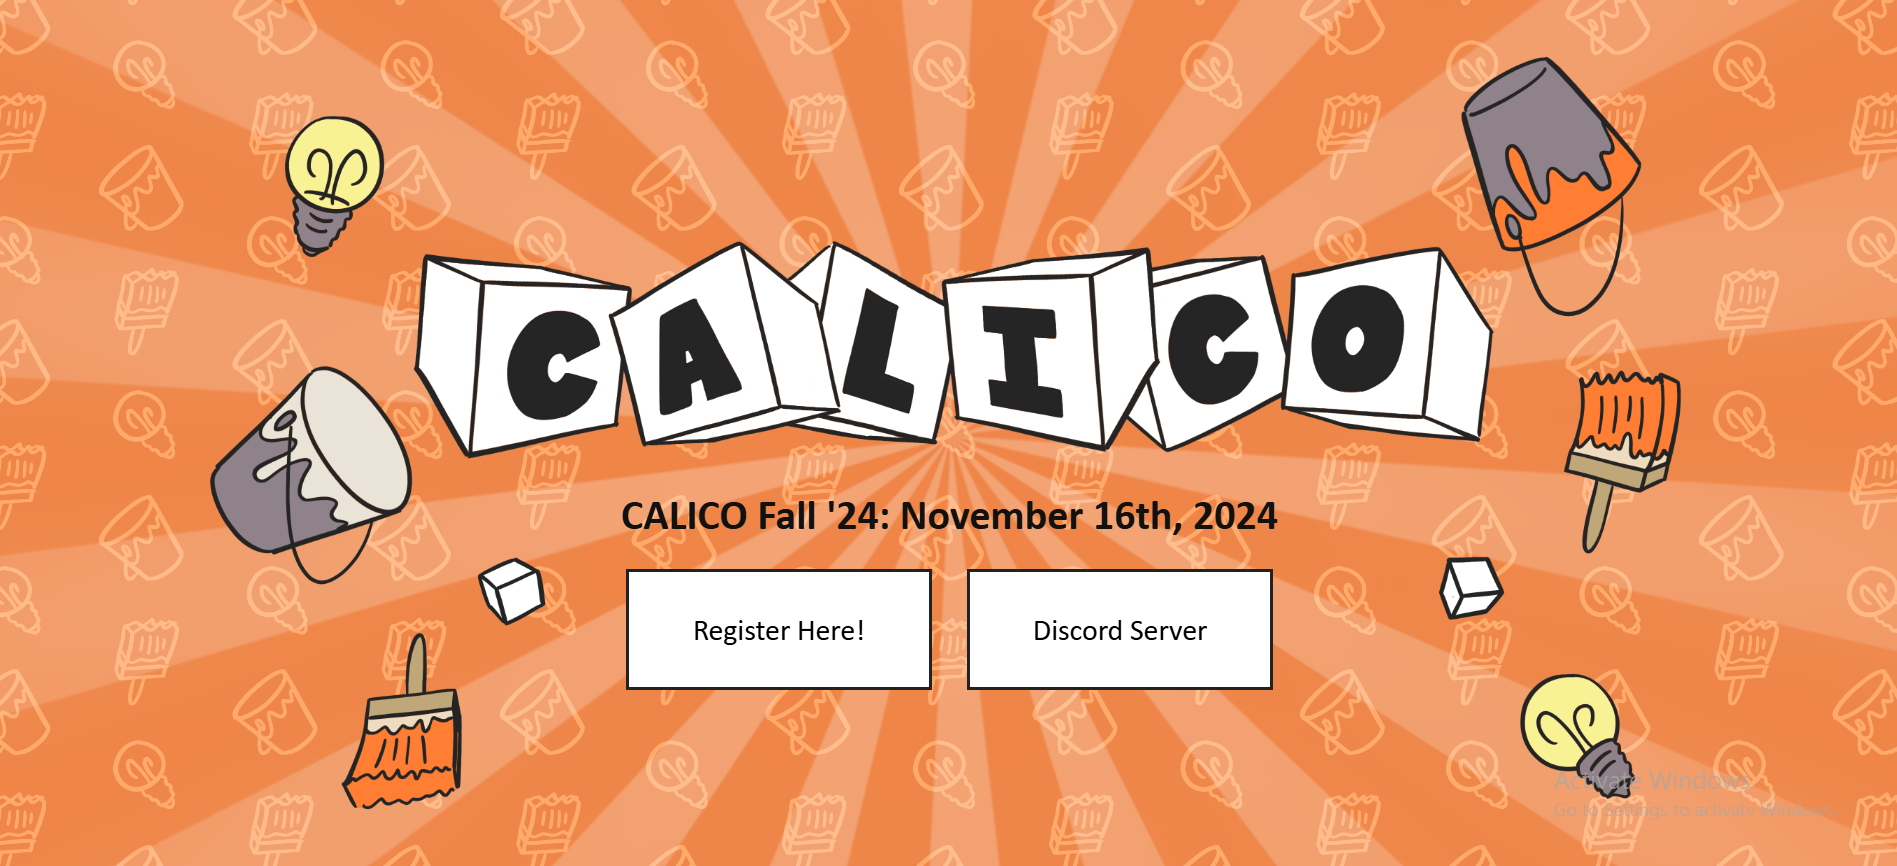 CALICO
CALICO Fall '24: November 16th, 2024
Register Here!
Discord Server
Activate Windows
Go to Settings to activate Windows.